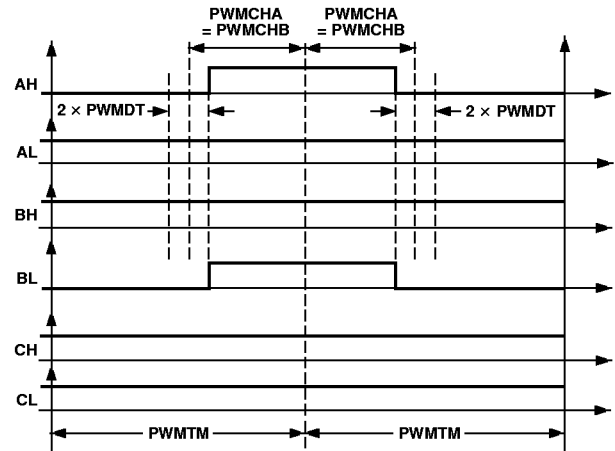 PWMCHA PWMCHA
= PWMCHB = PWMCHB
AH
2 × PWMDT 2 × PWMDT
AL
BH
BL
CH
CL
PWMTM PWMTM